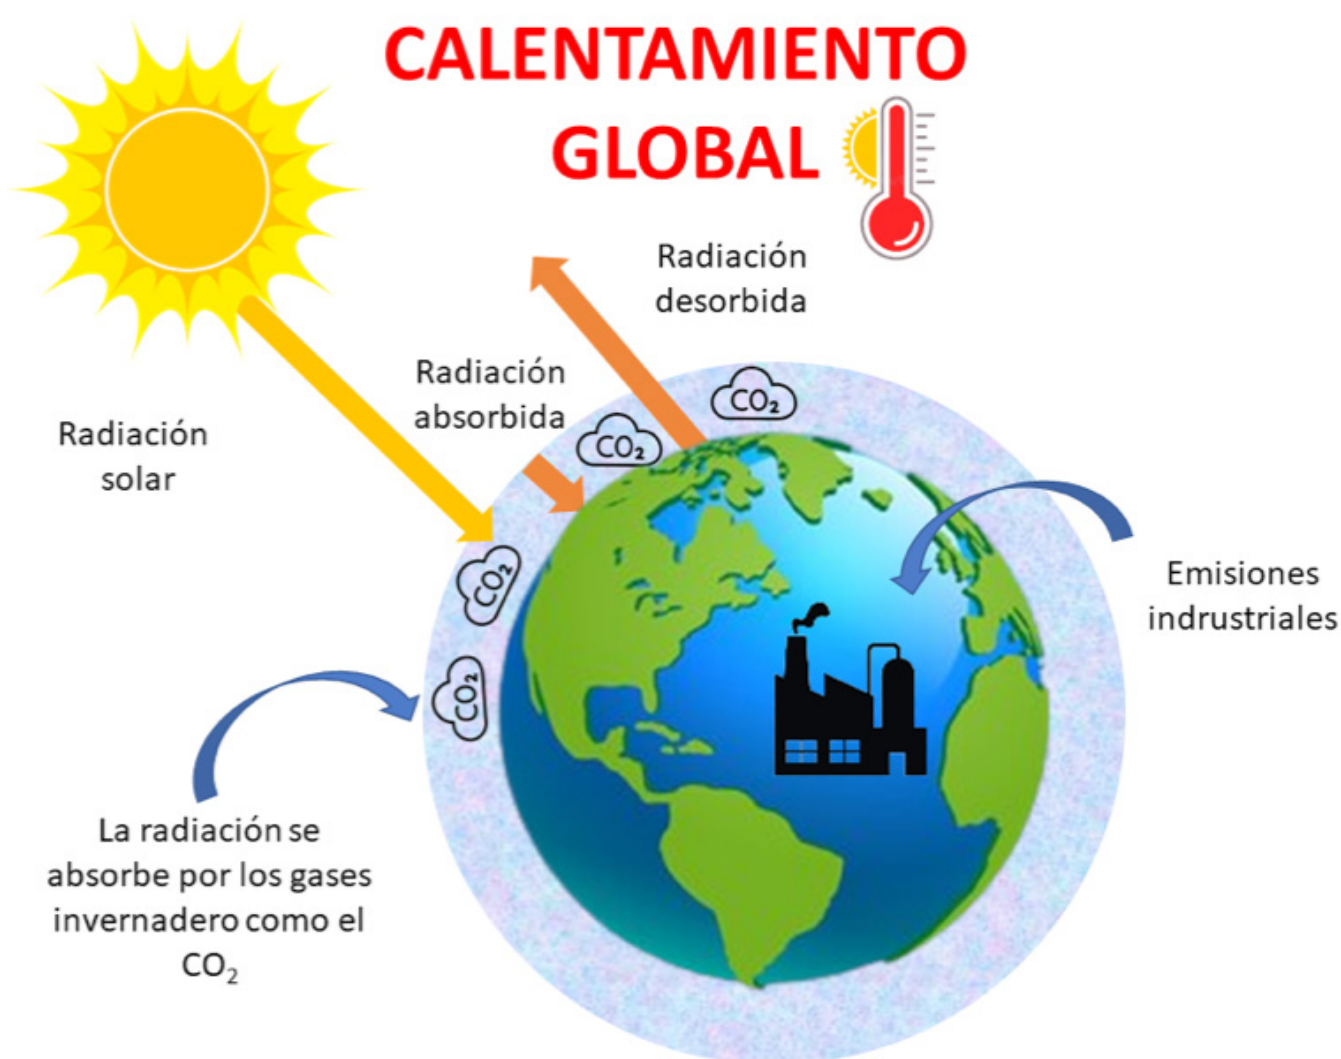 CALENTAMIENTO
GLOBAL
Radiación
desorbida
Radiación
absorbida
Radiación
solar
CO₂
CO₂
CO₂
CO₂
Emisiones
indrustriales
La radiación se
absorbe por los gases
invernadero como el
CO₂